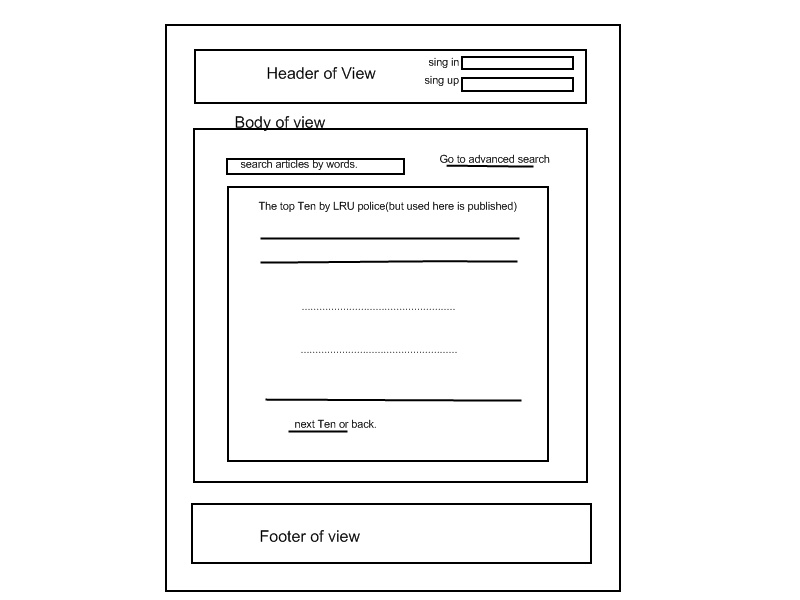 Header of View
sing in
sing up
Body of view
search articles by words.
Go to advanced search
The top Ten by LRU police(but used here is published)
next Ten or back.
Footer of view